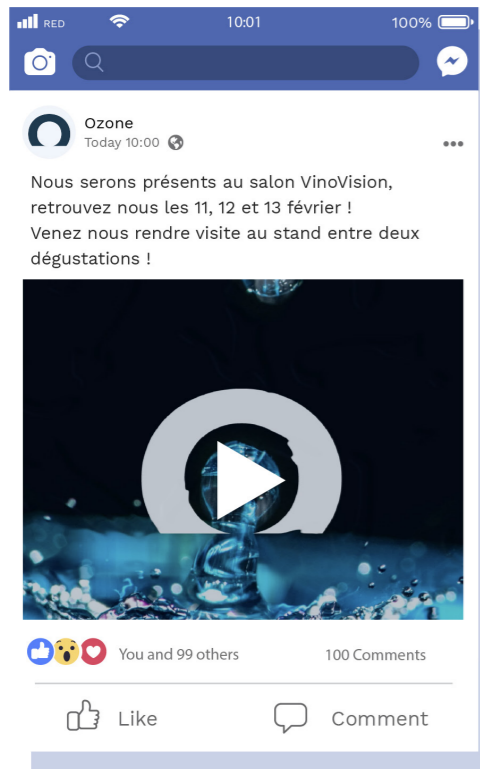 RED 10:01 100%
Ozone
Today 10:00
Nous serons présents au salon VinoVision,
retrouvez nous les 11, 12 et 13 février !
Venez nous rendre visite au stand entre deux
dégustations !
You and 99 others 100 Comments
Like Comment